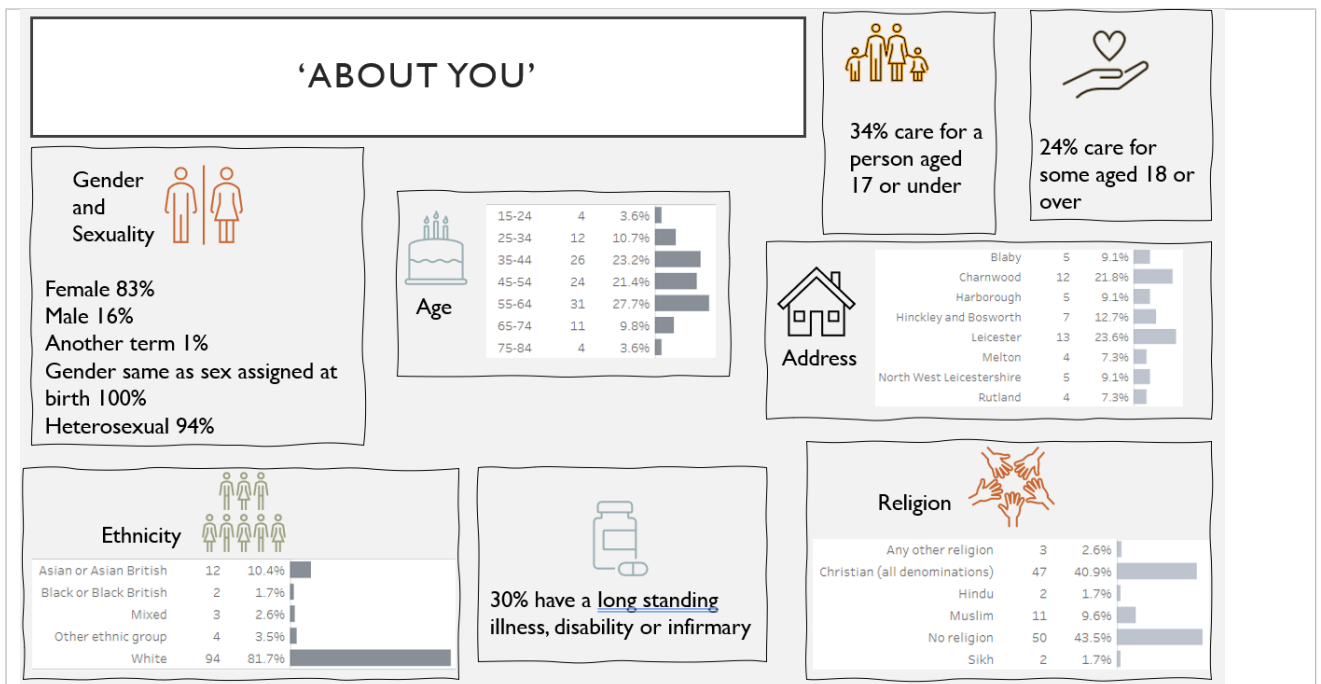 ‘ABOUT YOU’
34% care for a
person aged
17 or under
24% care for
some aged 18 or
over
Gender
and
Sexuality
Female 83%
Male 16%
Another term 1%
Gender same as sex assigned at
birth 100%
Heterosexual 94%
Age
15-24 4 3.6%
25-34 12 10.7%
35-44 26 23.2%
45-54 24 21.4%
55-64 31 27.7%
65-74 11 9.8%
75-84 4 3.6%
Address
Blaby 5 9.1%
Charnwood 12 21.8%
Harborough 5 9.1%
Hinckley and Bosworth 7 12.7%
Leicester 13 23.6%
Melton 4 7.3%
North West Leicestershire 5 9.1%
Rutland 4 7.3%
Ethnicity
Asian or Asian British 12 10.4%
Black or Black British 2 1.7%
Mixed 3 2.6%
Other ethnic group 4 3.5%
White 94 81.7%
30% have a long standing
illness, disability or infirmary
Religion
Any other religion 3 2.6%
Christian (all denominations) 47 40.9%
Hindu 2 1.7%
Muslim 11 9.6%
No religion 50 43.5%
Sikh 2 1.7%